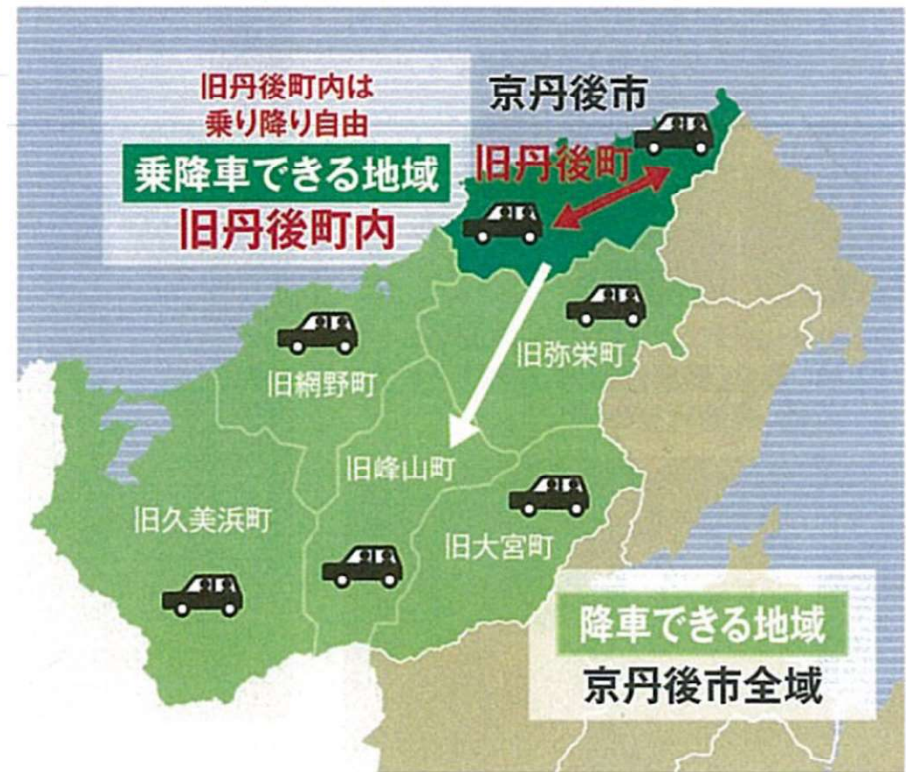 旧丹後町内は
乗り降り自由
乗降車できる地域
旧丹後町内
京丹後市
旧丹後町
旧弥栄町
旧網野町
旧峰山町
旧久美浜町
旧大宮町
降車できる地域
京丹後市全域